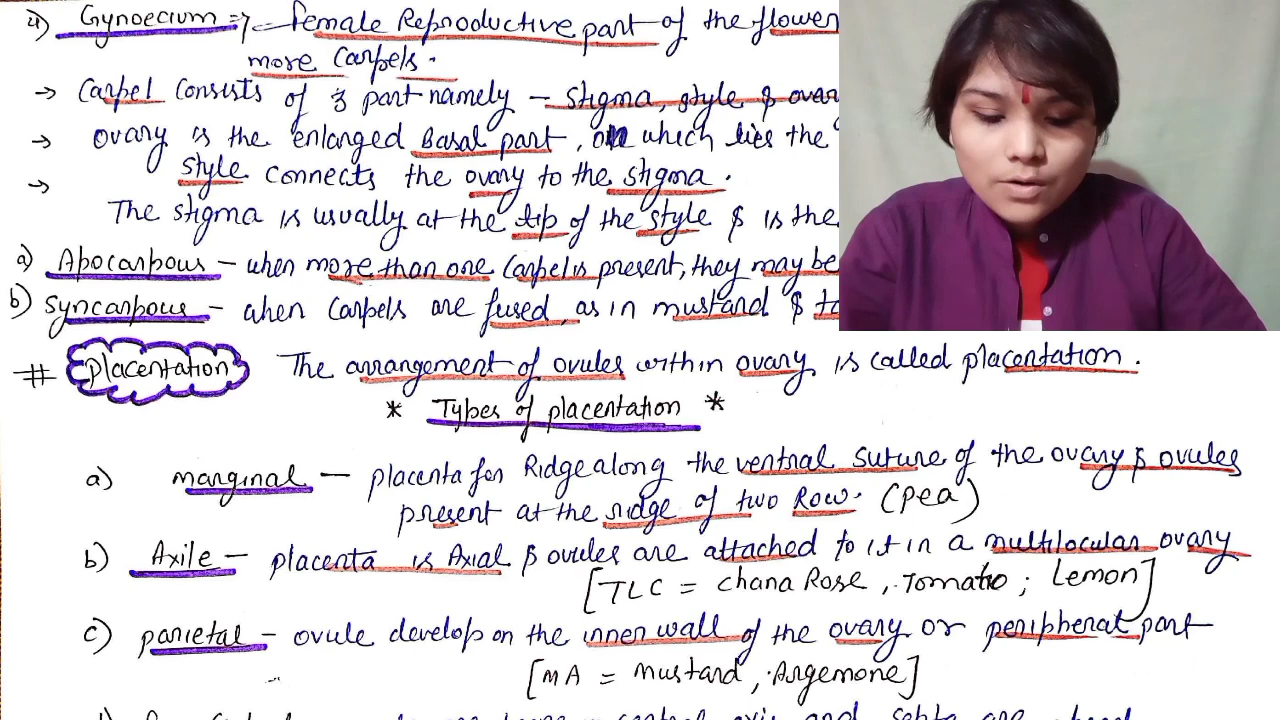 4) Gynoecium => female Reproductive part of the flower
more Carpels.
→ Carpel Consists of 3 part namely - stigma, style & ovar
→ ovary is the enlarged Basal part, on which lies the
→ style connects the ovary to the stigma.
The stigma is usually at the tip of the style & is the
a) Apocarpous - when more than one Carpel is present, they may be
b) syncarpous - when Carpels are fused, as in mustard & to
# Placentation The arrangement of ovules within ovary is called placentation.
* Types of placentation *
a) marginal - placenta for Ridge along the ventral suture of the ovary & ovules
present at the ridge of two Row. (pea)
b) Axile - placenta is Axial & ovules are attached to it in a multilocular ovary
[TLC = chana Rose, Tomato ; Lemon]
c) parietal - ovule develop on the inner wall of the ovary or peripheral part
[MA = mustard, Argemone]
central axis and septa are